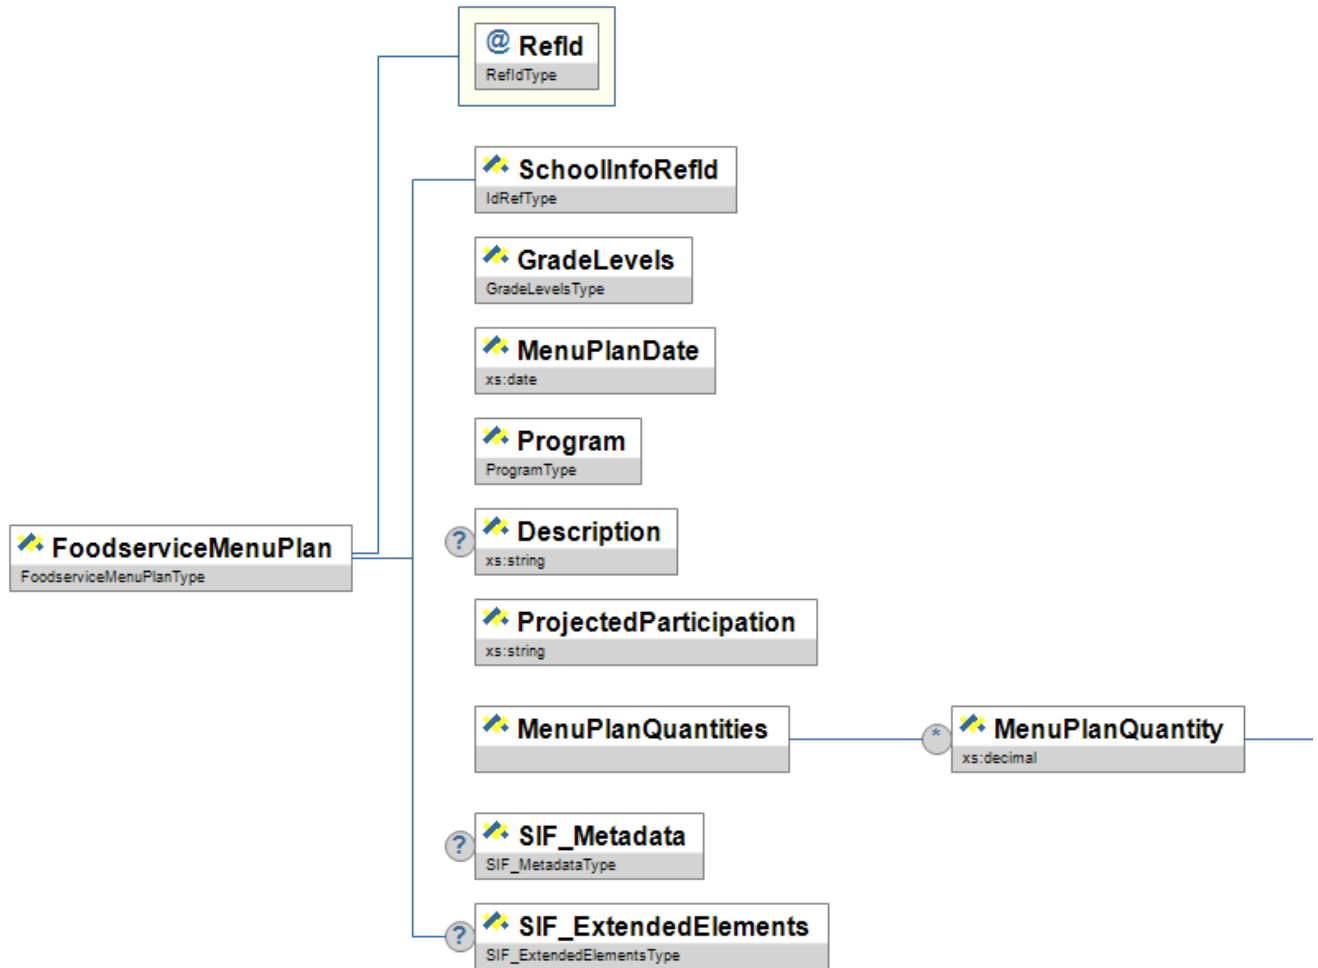 @ RefId
RefIdType
SchoolInfoRefId
IdRefType
GradeLevels
GradeLevelsType
MenuPlanDate
xs:date
Program
ProgramType
FoodserviceMenuPlan
FoodserviceMenuPlanType
? Description
xs:string
ProjectedParticipation
xs:string
MenuPlanQuantities
* MenuPlanQuantity
xs:decimal
? SIF_Metadata
SIF_MetadataType
? SIF_ExtendedElements
SIF_ExtendedElementsType